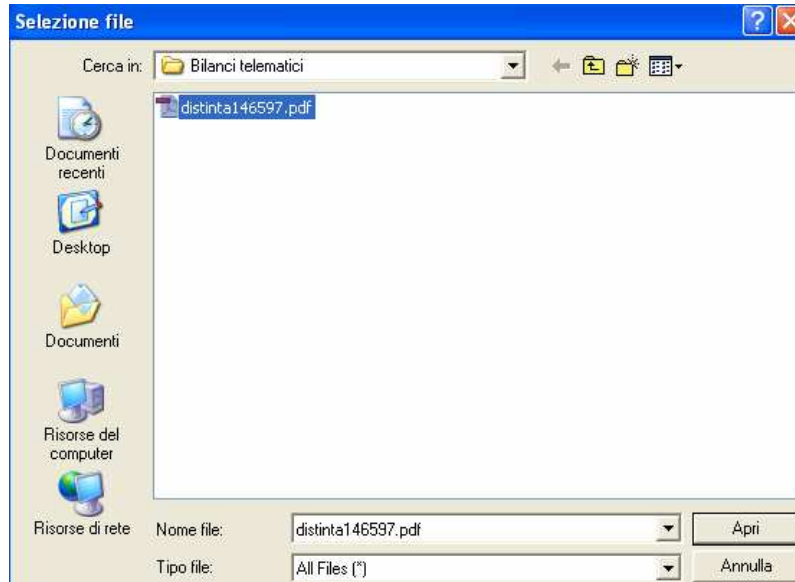 Selezione file
Cerca in: Bilanci telematici
distinta146597.pdf
Documenti
recenti
Desktop
Documenti
Risorse del
computer
Risorse di rete
Nome file: distinta146597.pdf Apri
Tipo file: All Files (*) Annulla